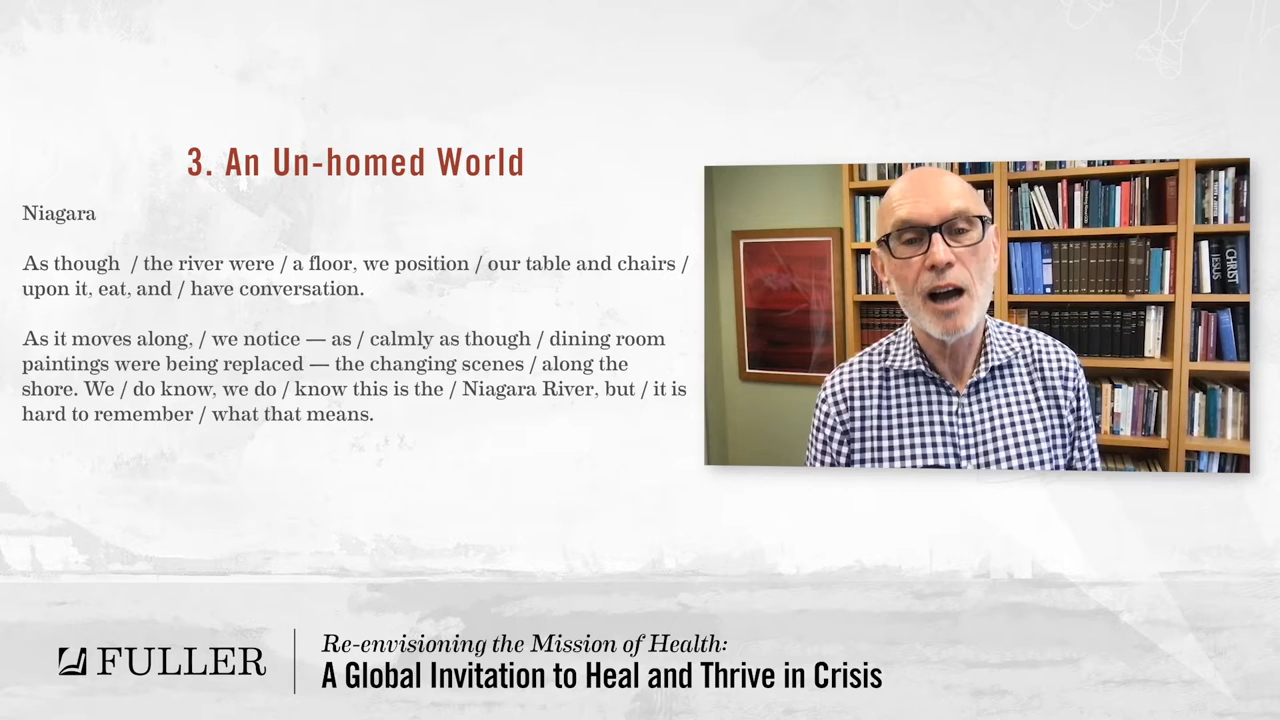 3. An Un-homed World
Niagara
As though / the river were / a floor, we position / our table and chairs /
upon it, eat, and / have conversation.
As it moves along, / we notice — as / calmly as though / dining room
paintings were being replaced — the changing scenes / along the
shore. We / do know, we do / know this is the / Niagara River, but / it is
hard to remember / what that means.
CHRIST
JESUS
FULLER
Re-envisioning the Mission of Health:
A Global Invitation to Heal and Thrive in Crisis